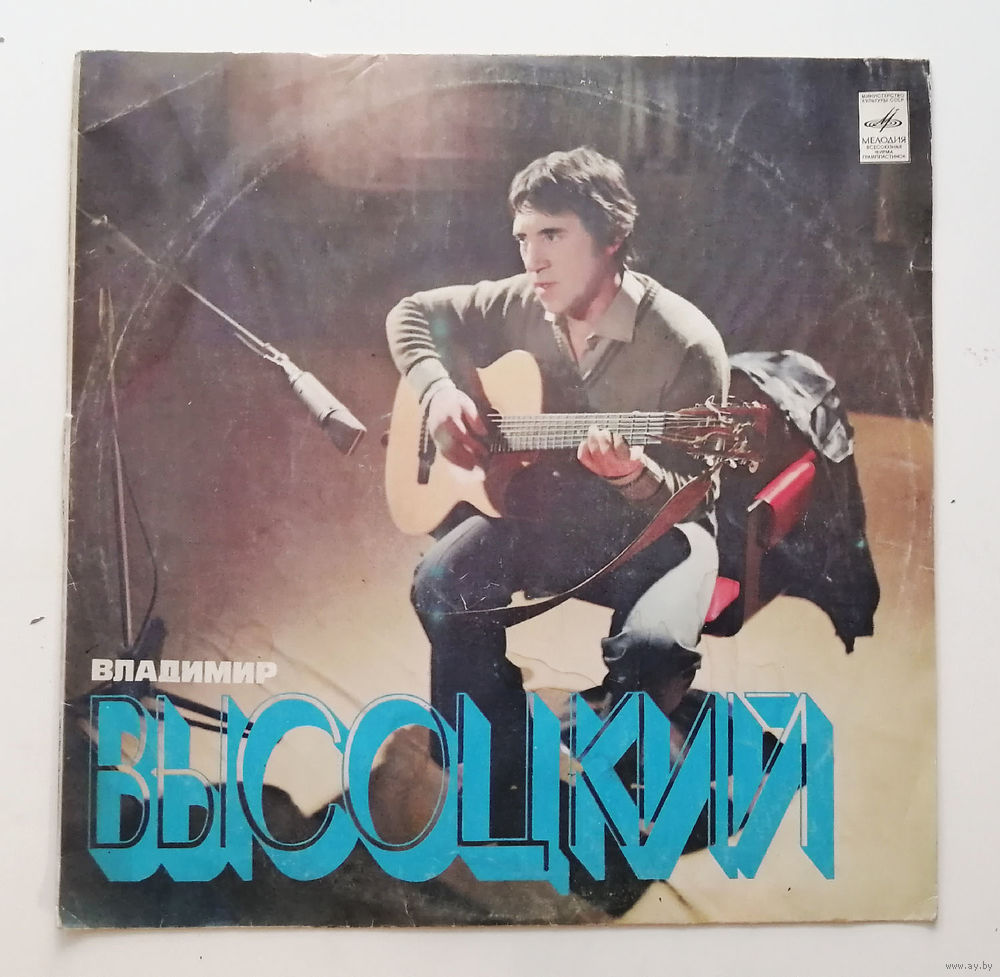 МИНИСТЕРСТВО
КУЛЬТУРЫ СССР
МЕЛОДИЯ
ВСЕСОЮЗНАЯ
ФИРМА
ГРАМПЛАСТИНОК
ВЛАДИМИР
ВЫСОЦКИЙ
www.ay.by